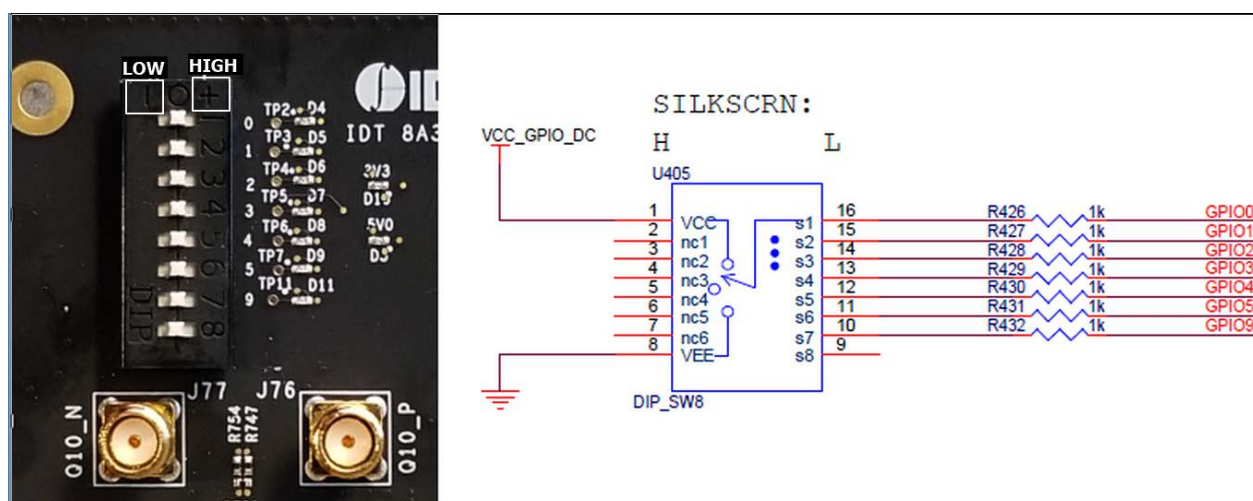 LOW HIGH
- O +
1
2
3
4
5
6
7
8
DIP
0 TP2 D4
1 TP3 D5
2 TP4 D6
3 TP5 D7
4 TP6 D8
5 TP7 D9
9 TP11 D11
IDT 8A3
3V3
5V0
J77 J76
Q10_N
R754
R747
Q10_P
SILKSCRN:
H L
VCC_GPIO_DC
U405
1 VCC s1 16 R426 1k GPIO0
2 nc1 s2 15 R427 1k GPIO1
3 nc2 s3 14 R428 1k GPIO2
4 nc3 s4 13 R429 1k GPIO3
5 nc4 s5 12 R430 1k GPIO4
6 nc5 s6 11 R431 1k GPIO5
7 nc6 s7 10 R432 1k GPIO9
8 VEE s8 9
DIP_SW8